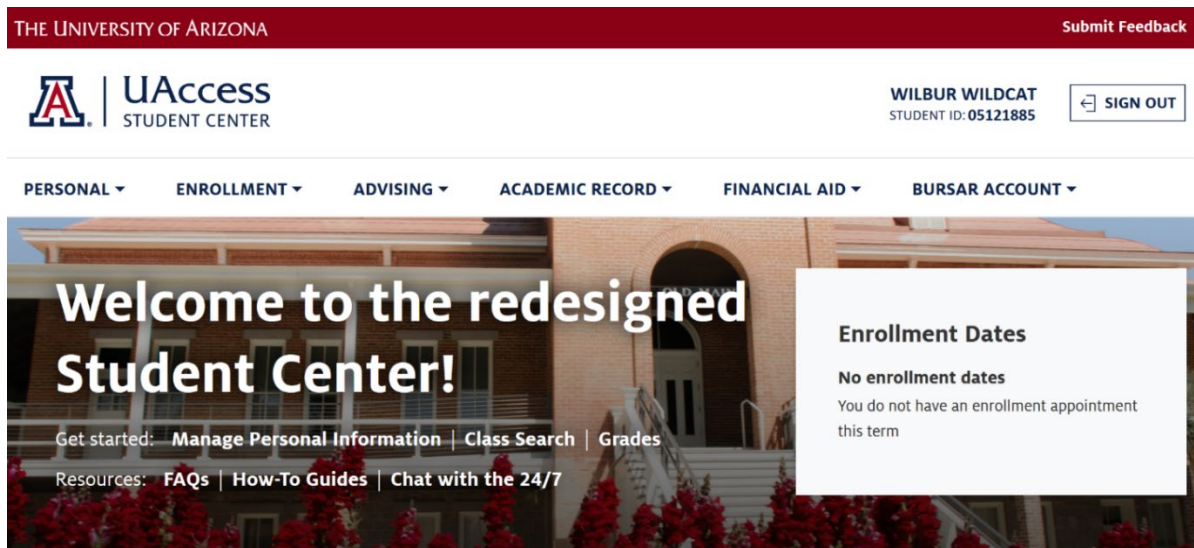 THE UNIVERSITY OF ARIZONA
Submit Feedback
A
UAccess
STUDENT CENTER
WILBUR WILDCAT
STUDENT ID: 05121885
SIGN OUT
PERSONAL
ENROLLMENT
ADVISING
ACADEMIC RECORD
FINANCIAL AID
BURSAR ACCOUNT
OLD MAIN
Welcome to the redesigned
Student Center!
Get started: Manage Personal Information | Class Search | Grades
Resources: FAQs | How-To Guides | Chat with the 24/7
Enrollment Dates
No enrollment dates
You do not have an enrollment appointment
this term